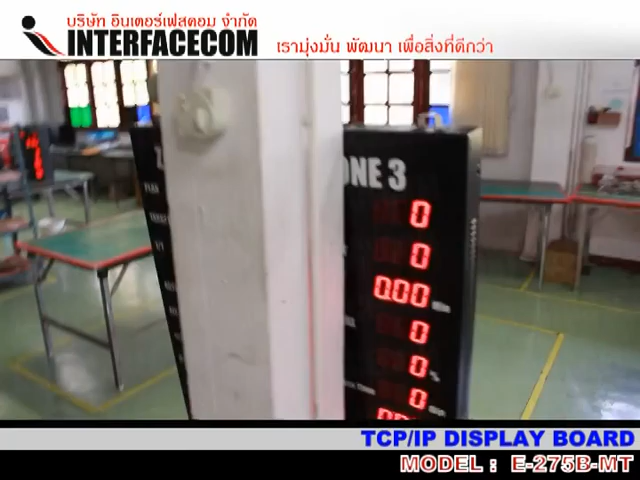 บริษัท อินเตอร์เฟสคอม จำกัด
INTERFACECOM
เรามุ่งมั่น พัฒนา เพื่อสิ่งที่ดีกว่า
ONE 3
0
0
0.00
0
0
%
0
TCP/IP DISPLAY BOARD
MODEL : E-275B-MT